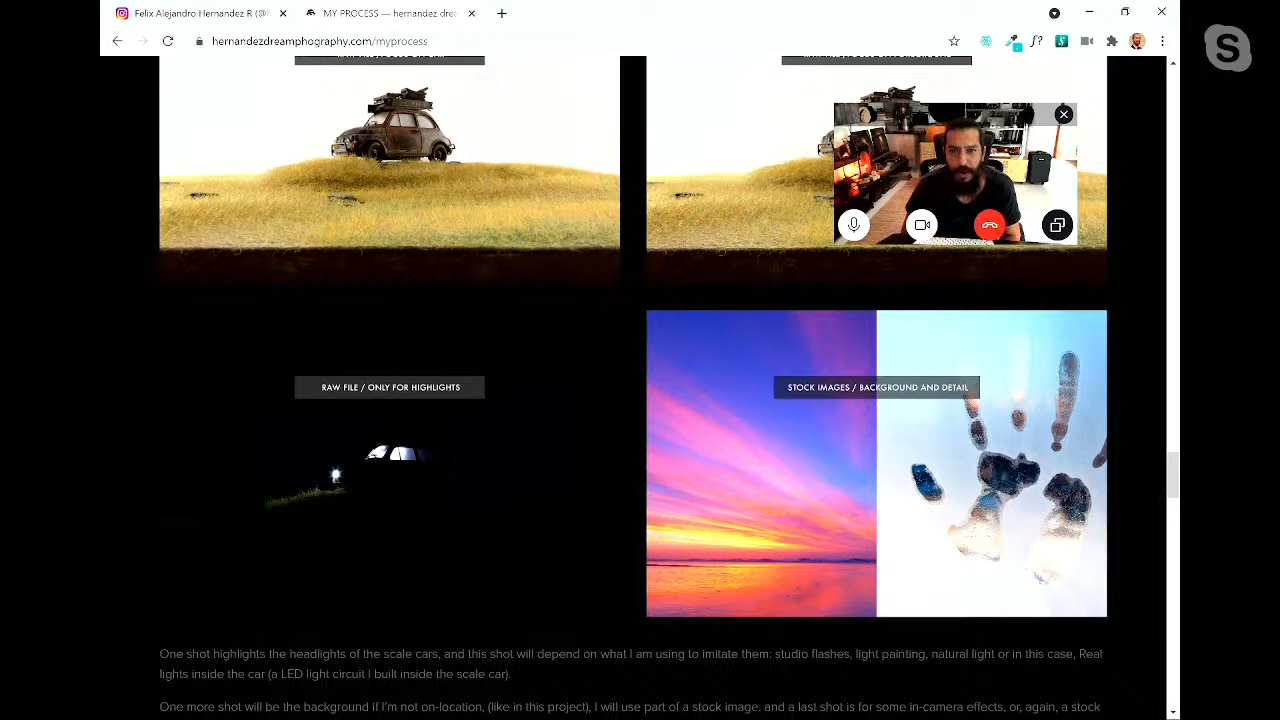 Felix Alejandro Hernandez R (@h
MY PROCESS — hernandez drea
hernandezdreamphography.com/myprocess
S
RAW FILE / ONLY FOR HIGHLIGHTS
STOCK IMAGES / BACKGROUND AND DETAIL
One shot highlights the headlights of the scale cars, and this shot will depend on what I am using to imitate them: studio flashes, light painting, natural light or in this case, Real
lights inside the car (a LED light circuit I built inside the scale car).
One more shot will be the background if I'm not on-location, (like in this project), I will use part of a stock image. and a last shot is for some in-camera effects, or, again, a stock